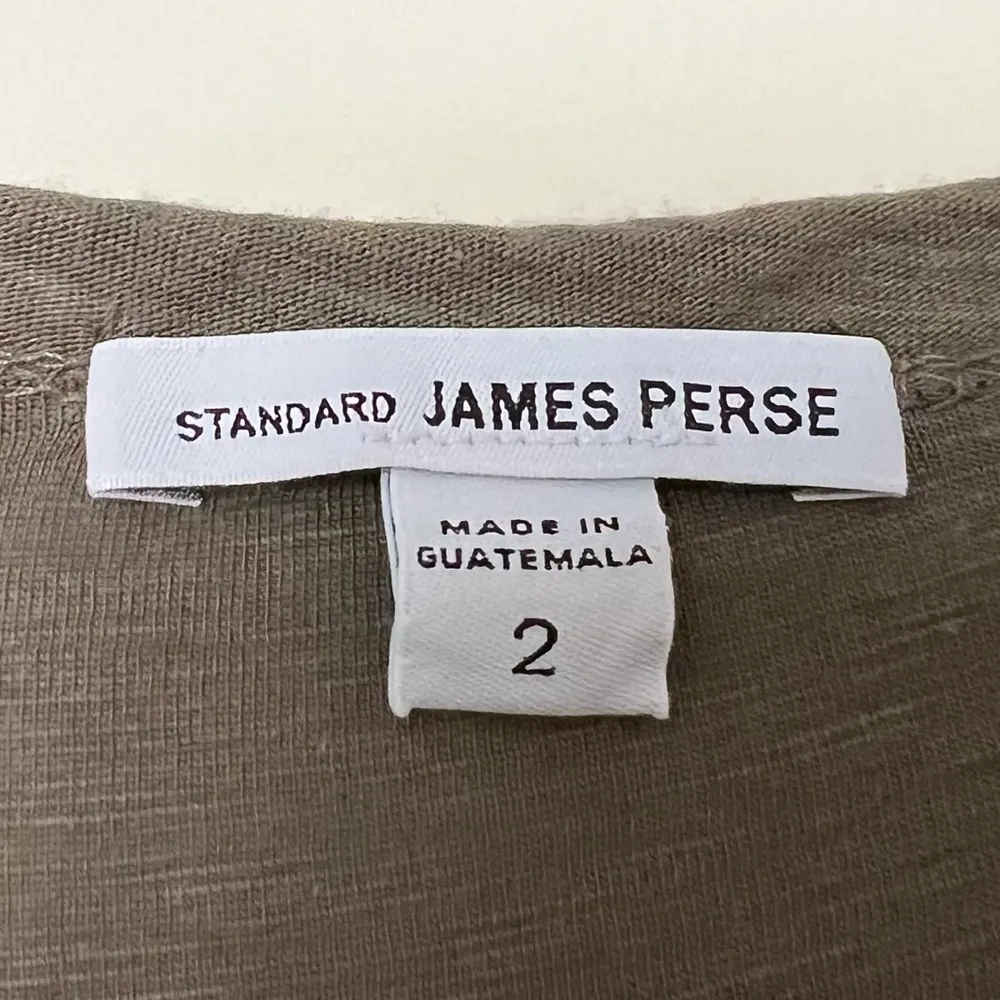 STANDARD JAMES PERSE
MADE IN
GUATEMALA
2